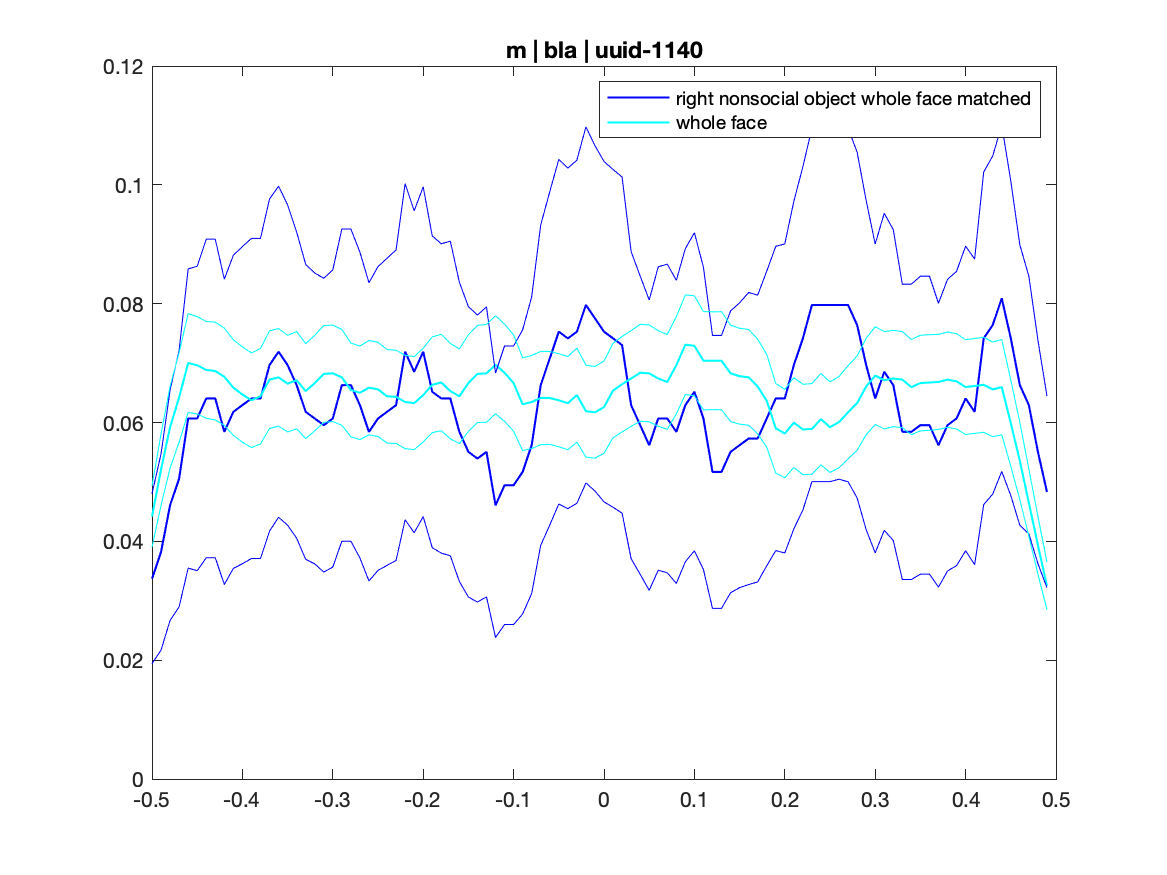 m | bla | uuid-1140
right nonsocial object whole face matched
whole face
0.12
0.1
0.08
0.06
0.04
0.02
0
-0.5 -0.4 -0.3 -0.2 -0.1 0 0.1 0.2 0.3 0.4 0.5